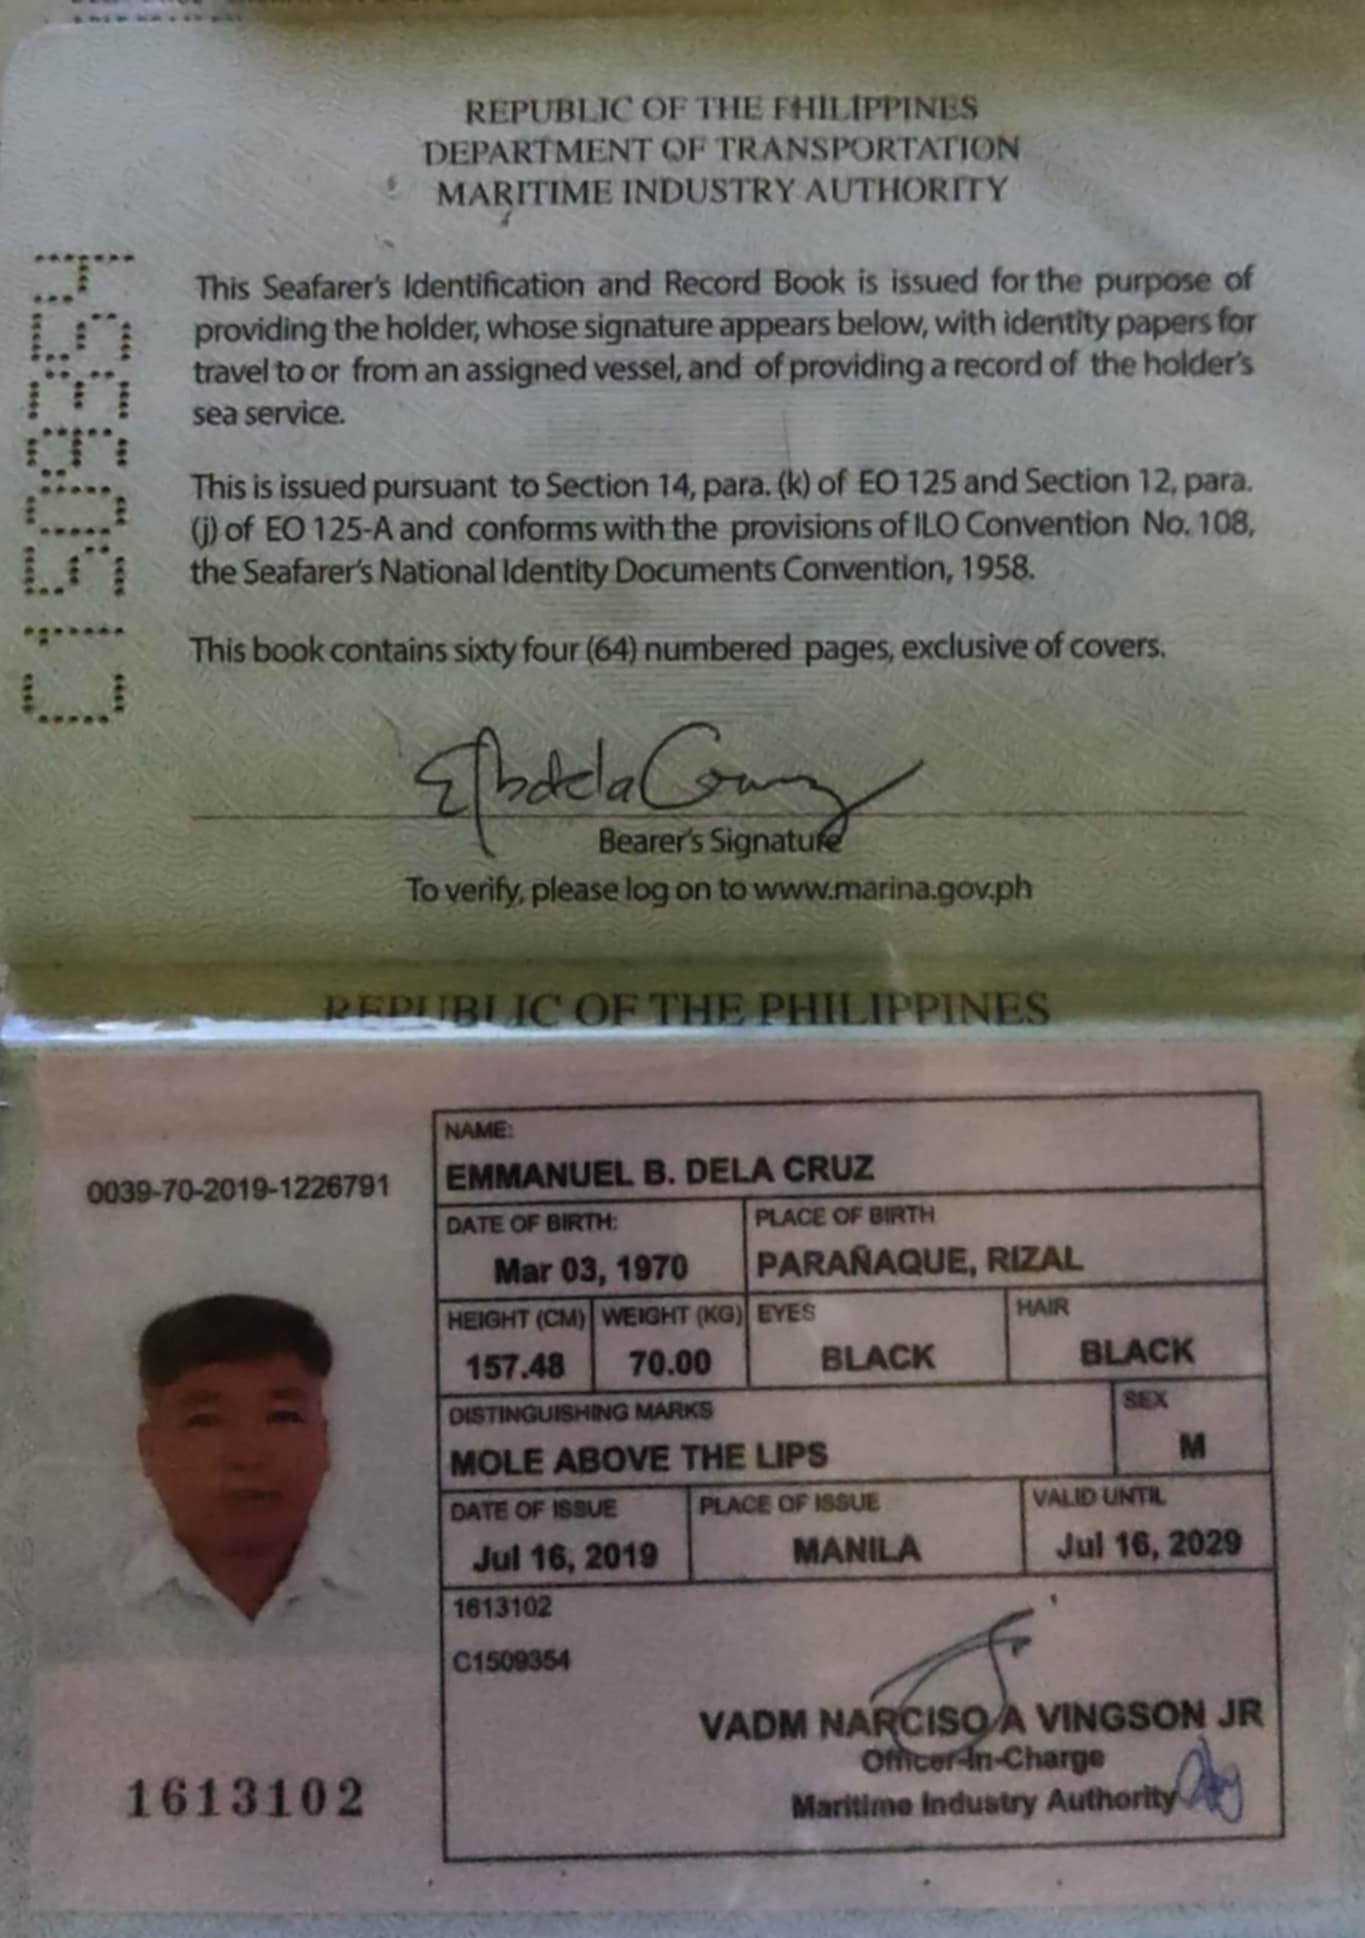 REPUBLIC OF THE PHILIPPINES
DEPARTMENT OF TRANSPORTATION
MARITIME INDUSTRY AUTHORITY
This Seafarer's Identification and Record Book is issued for the purpose of
providing the holder, whose signature appears below, with identity papers for
travel to or from an assigned vessel, and of providing a record of the holder's
sea service.
This is issued pursuant to Section 14, para. (k) of EO 125 and Section 12, para.
(j) of EO 125-A and conforms with the provisions of ILO Convention No. 108,
the Seafarer's National Identity Documents Convention, 1958.
This book contains sixty four (64) numbered pages, exclusive of covers.
Bearer's Signature
To verify, please log on to www.marina.gov.ph
C1509354
REPUBLIC OF THE PHILIPPINES
0039-70-2019-1226791
NAME:
EMMANUEL B. DELA CRUZ
DATE OF BIRTH: PLACE OF BIRTH
Mar 03, 1970 PARAÑAQUE, RIZAL
HEIGHT (CM) WEIGHT (KG) EYES HAIR
157.48 70.00 BLACK BLACK
DISTINGUISHING MARKS SEX
MOLE ABOVE THE LIPS M
DATE OF ISSUE PLACE OF ISSUE VALID UNTIL
Jul 16, 2019 MANILA Jul 16, 2029
1613102
C1509354
VADM NARCISO A VINGSON JR
Officer-In-Charge
Maritime Industry Authority
1613102